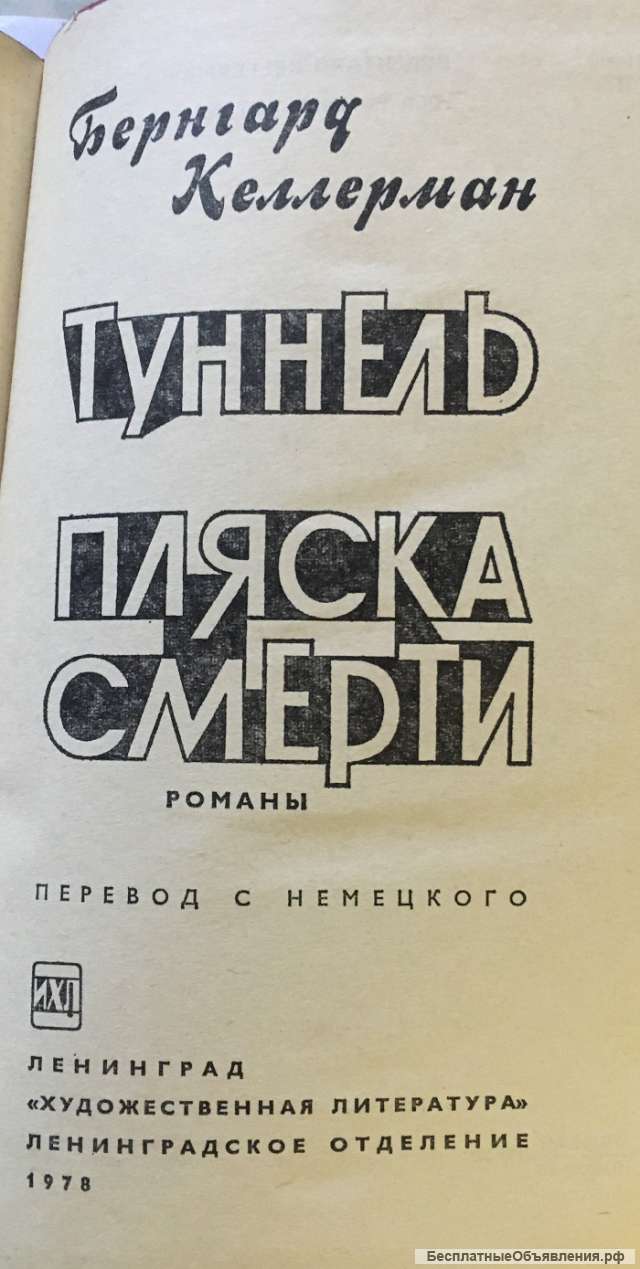 Бернгард
Келлерман
ТУННЕЛЬ
ПЛЯСКА
СМЕРТИ
РОМАНЫ
ПЕРЕВОД С НЕМЕЦКОГО
ИХЛ
ЛЕНИНГРАД
«ХУДОЖЕСТВЕННАЯ ЛИТЕРАТУРА»
ЛЕНИНГРАДСКОЕ ОТДЕЛЕНИЕ
1978
БесплатныеОбъявления.рф